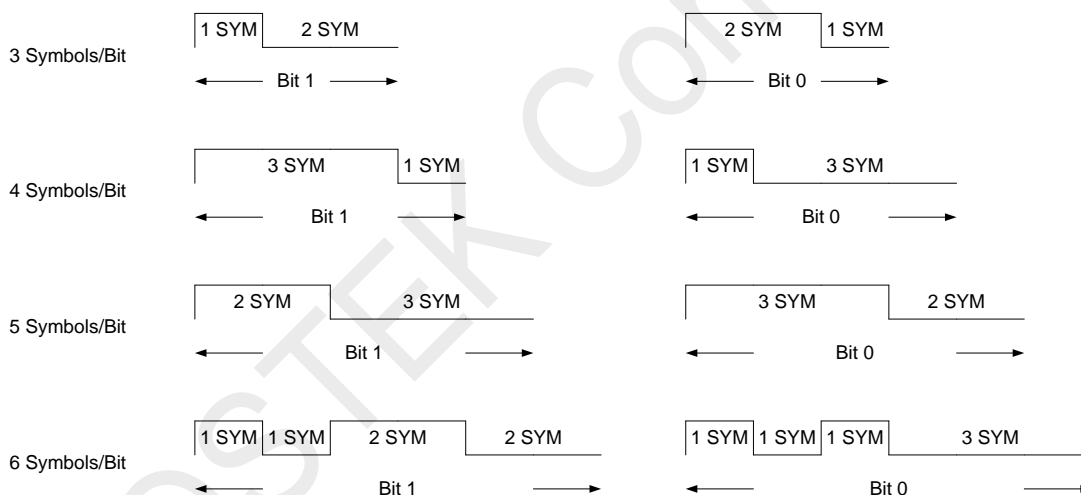 1 SYM 2 SYM 2 SYM 1 SYM
3 Symbols/Bit
Bit 1 Bit 0
3 SYM 1 SYM 1 SYM 3 SYM
4 Symbols/Bit
Bit 1 Bit 0
2 SYM 3 SYM 3 SYM 2 SYM
5 Symbols/Bit
Bit 1 Bit 0
1 SYM 1 SYM 2 SYM 2 SYM 1 SYM 1 SYM 1 SYM 3 SYM
6 Symbols/Bit
Bit 1 Bit 0